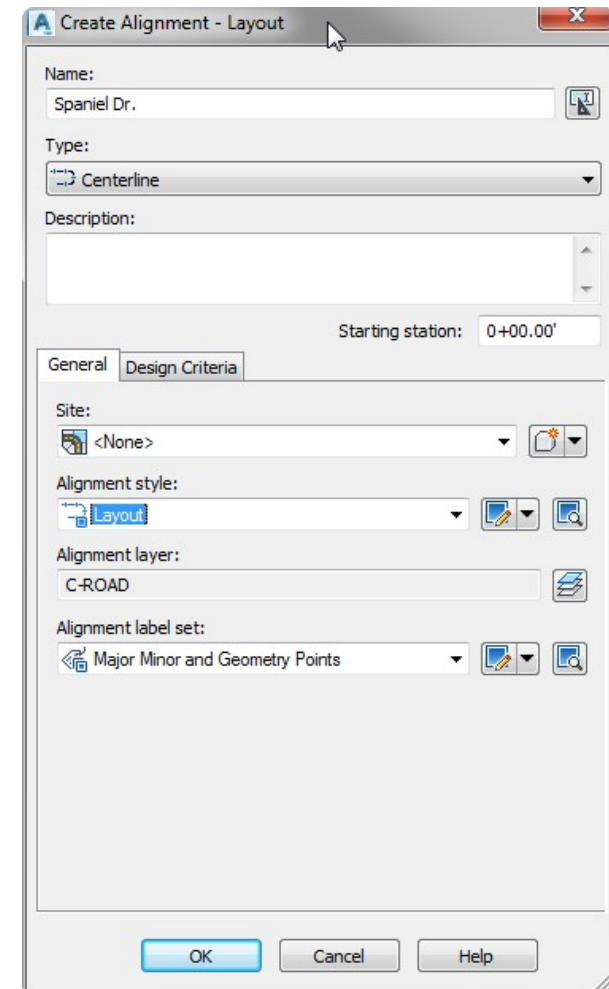 Create Alignment - Layout
Name:
Spaniel Dr.
Type:
Centerline
Description:
Starting station: 0+00.00'
General Design Criteria
Site:
<None>
Alignment style:
Layout
Alignment layer:
C-ROAD
Alignment label set:
Major Minor and Geometry Points
OK Cancel Help